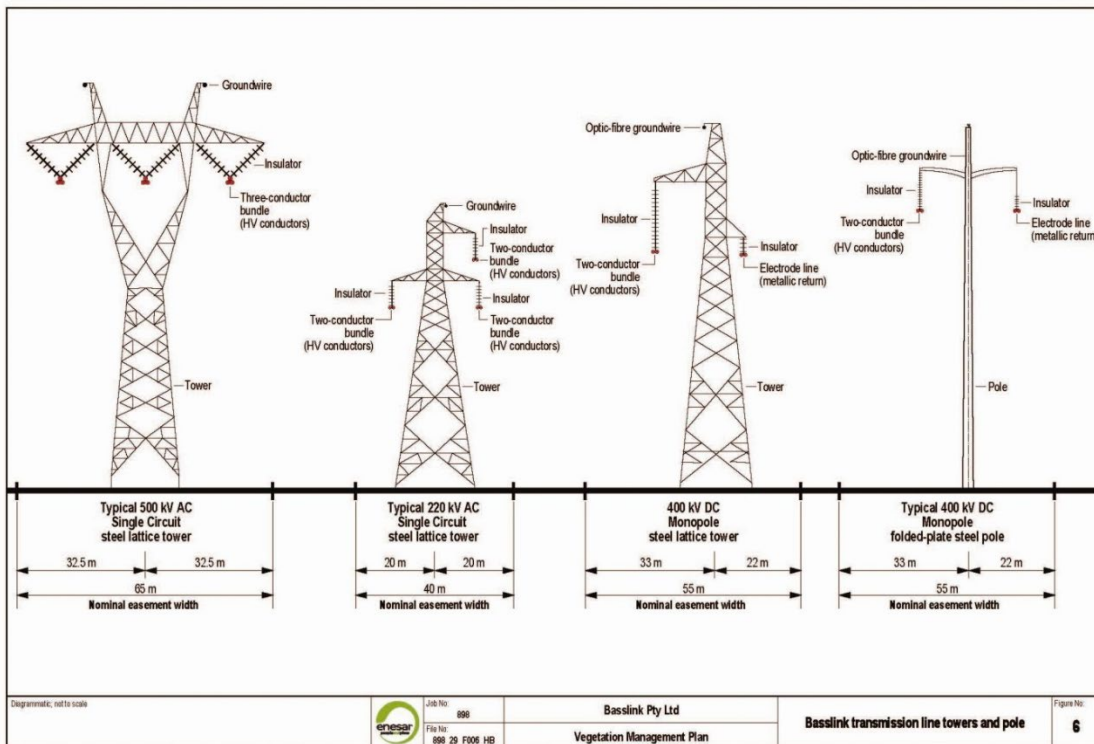 Groundwire
Insulator
Three-conductor
bundle
(HV conductors)
Tower
Groundwire
Insulator
Two-conductor
bundle
(HV conductors)
Insulator
Two-conductor
bundle
(HV conductors)
Insulator
Two-conductor
bundle
(HV conductors)
Tower
Optic-fibre groundwire
Insulator
Two-conductor
bundle
(HV conductors)
Insulator
Electrode line
(metallic return)
Tower
Optic-fibre groundwire
Insulator
Two-conductor
bundle
(HV conductors)
Insulator
Electrode line
(metallic return)
Pole
Typical 500 kV AC
Single Circuit
steel lattice tower
32.5 m 32.5 m
65 m
Nominal easement width
Typical 220 kV AC
Single Circuit
steel lattice tower
20 m 20 m
40 m
Nominal easement width
400 kV DC
Monopole
steel lattice tower
33 m 22 m
55 m
Nominal easement width
Typical 400 kV DC
Monopole
folded-plate steel pole
33 m 22 m
55 m
Nominal easement width
Diagrammatic; not to scale
enesar
Job No:
898
File No:
898_29_F006_HB
Basslink Pty Ltd
Vegetation Management Plan
Basslink transmission line towers and pole
Figure No:
6